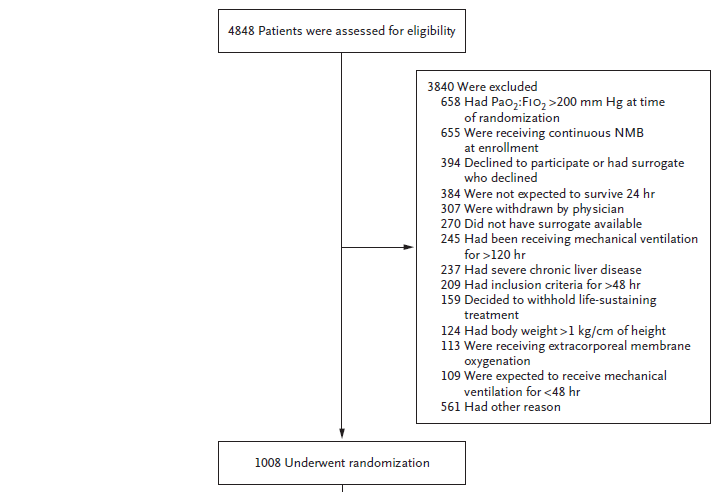 4848 Patients were assessed for eligibility
3840 Were excluded
658 Had PaO₂:FIO₂ >200 mm Hg at time
of randomization
655 Were receiving continuous NMB
at enrollment
394 Declined to participate or had surrogate
who declined
384 Were not expected to survive 24 hr
307 Were withdrawn by physician
270 Did not have surrogate available
245 Had been receiving mechanical ventilation
for >120 hr
237 Had severe chronic liver disease
209 Had inclusion criteria for >48 hr
159 Decided to withhold life-sustaining
treatment
124 Had body weight >1 kg/cm of height
113 Were receiving extracorporeal membrane
oxygenation
109 Were expected to receive mechanical
ventilation for <48 hr
561 Had other reason
1008 Underwent randomization